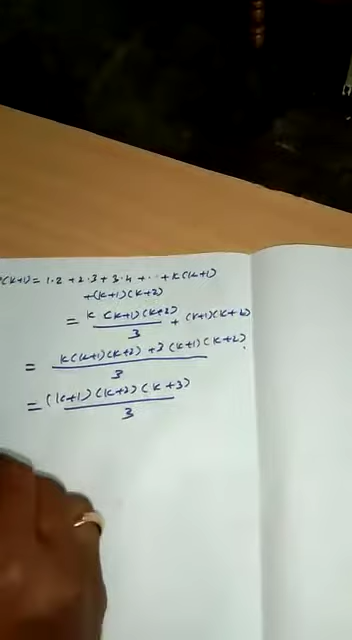 P(k+1) = 1.2 + 2.3 + 3.4 + ... + k(k+1)
+ (k+1)(k+2)
= k(k+1)(k+2)/3 + (k+1)(k+2)
= k(k+1)(k+2) + 3(k+1)(k+2)/3
= (k+1)(k+2)(k+3)/3